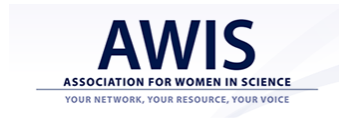 AWIS
ASSOCIATION FOR WOMEN IN SCIENCE
YOUR NETWORK, YOUR RESOURCE, YOUR VOICE